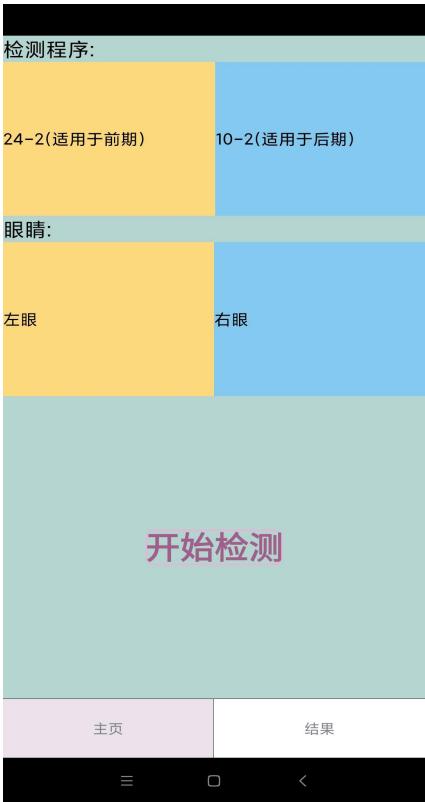 检测程序:
24-2(适用于前期)
10-2(适用于后期)
眼睛:
左眼
右眼
开始检测
主页
结果